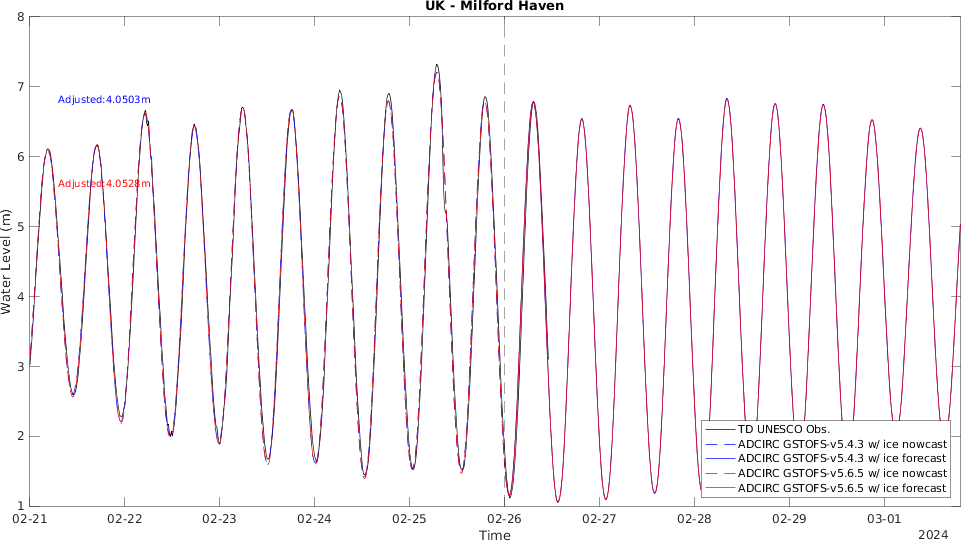 UK - Milford Haven
8
7
6
5
4
3
2
1
Water Level (m)
Adjusted:4.0503m
Adjusted:4.0528m
TD UNESCO Obs.
ADCIRC GSTOFS-v5.4.3 w/ ice nowcast
ADCIRC GSTOFS-v5.4.3 w/ ice forecast
ADCIRC GSTOFS-v5.6.5 w/ ice nowcast
ADCIRC GSTOFS-v5.6.5 w/ ice forecast
02-21 02-22 02-23 02-24 02-25 02-26 02-27 02-28 02-29 03-01
Time
2024